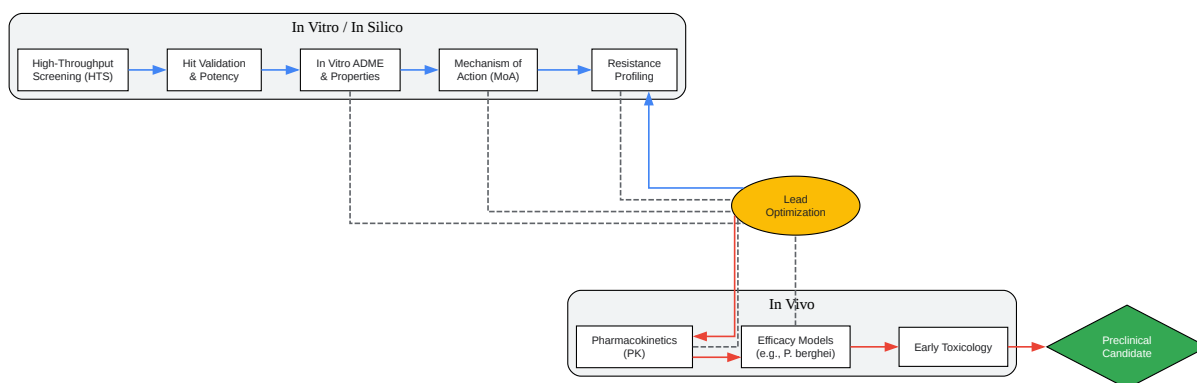 In Vitro / In Silico
High-Throughput
Screening (HTS)
Hit Validation
& Potency
In Vitro ADME
& Properties
Mechanism of
Action (MoA)
Resistance
Profiling
Lead
Optimization
In Vivo
Pharmacokinetics
(PK)
Efficacy Models
(e.g., P. berghei)
Early Toxicology
Preclinical
Candidate